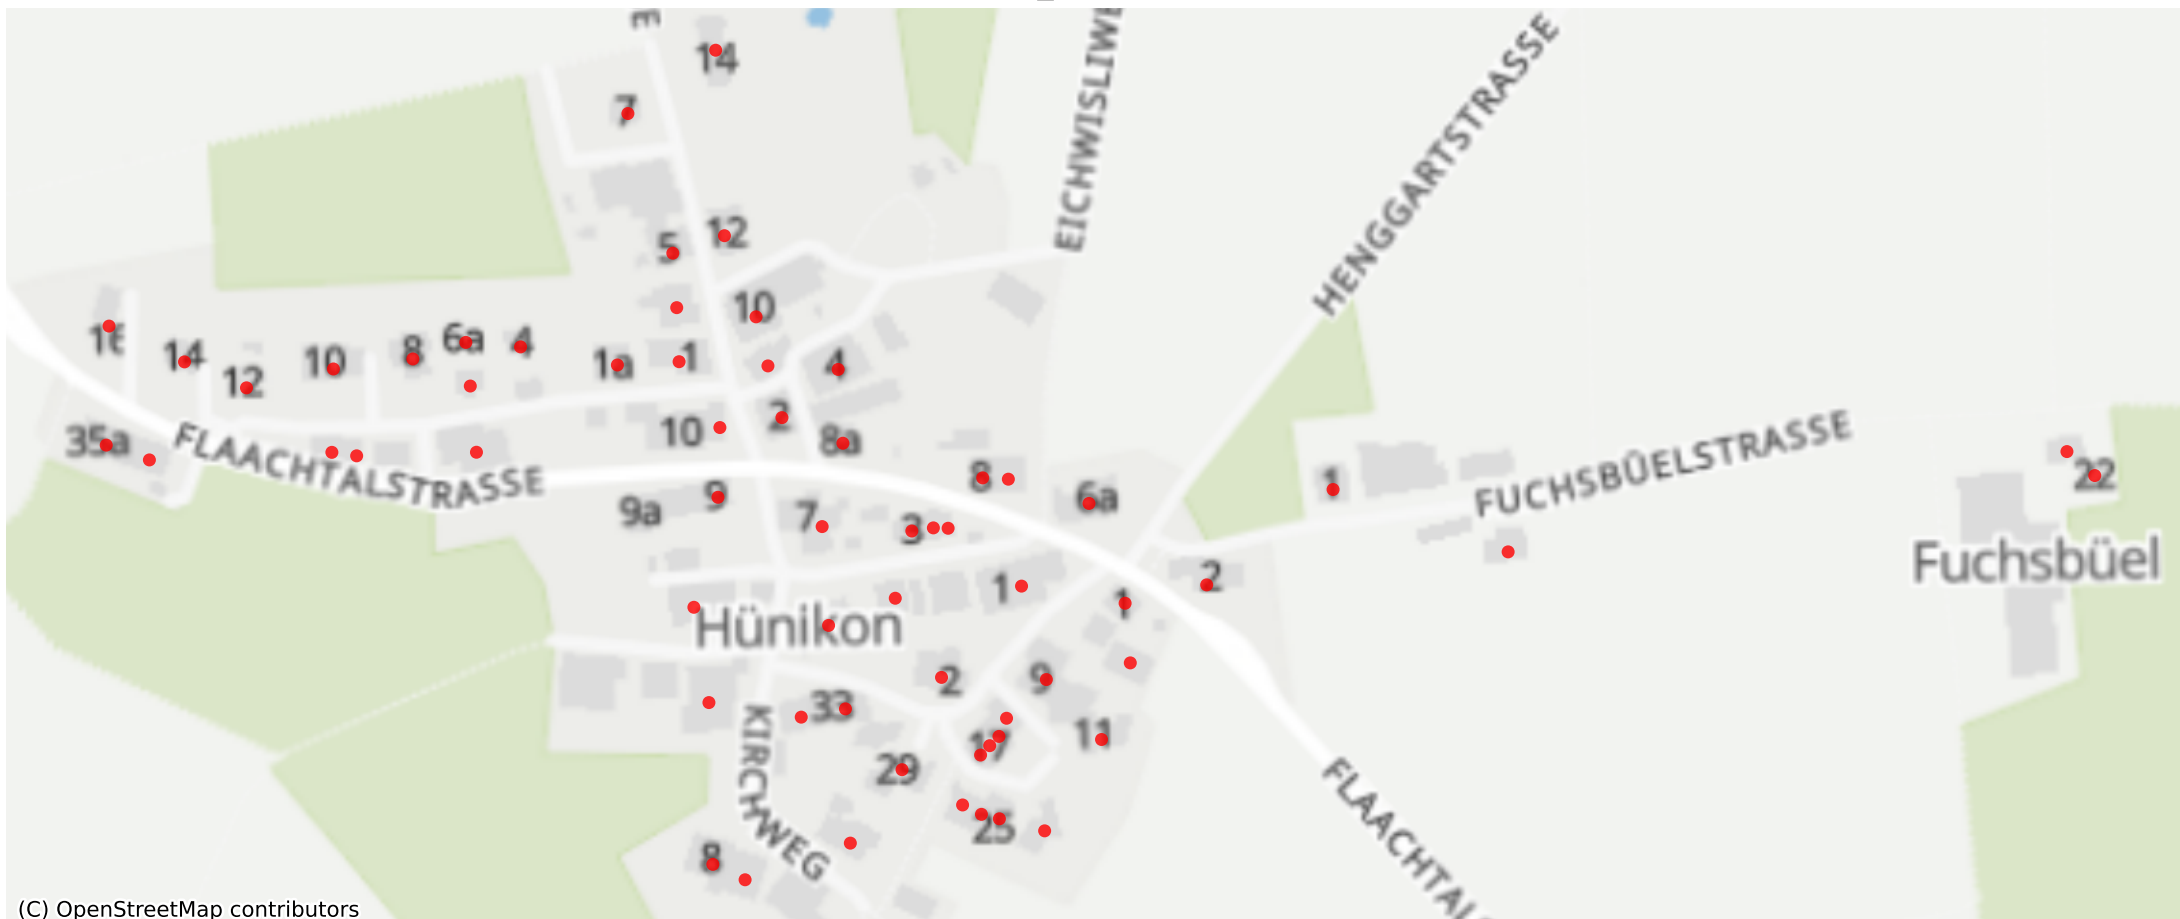 14
7
EICHWISLIWE
HENGGARTSTRASSE
12
5
10
16
14
12
10
8
6a
4
1a
1
4
35a
FLAACHTALSTRASSE
10
2
8a
8
6a
1
FUCHSBÜELSTRASSE
22
9a
9
7
3
Fuchsbüel
1
1
2
Hünikon
2
9
33
KIRCHWEG
17
11
29
25
FLAACHTALS
8
(C) OpenStreetMap contributors